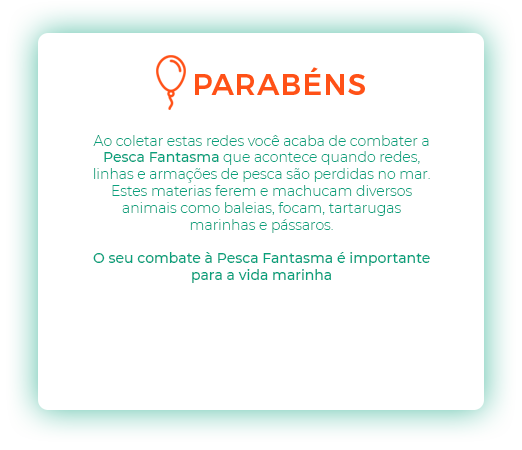 PARABÉNS
Ao coletar estas redes você acaba de combater a
Pesca Fantasma que acontece quando redes,
linhas e armações de pesca são perdidas no mar.
Estes materias ferem e machucam diversos
animais como baleias, focam, tartarugas
marinhas e pássaros.
O seu combate à Pesca Fantasma é importante
para a vida marinha